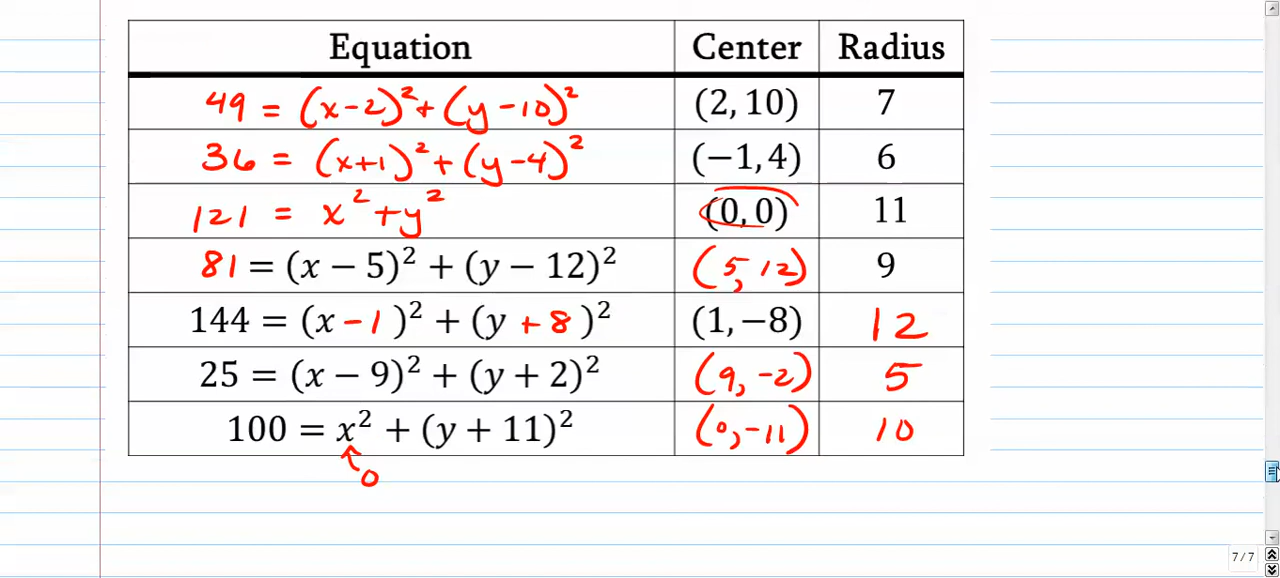 Equation Center Radius
49 = (x-2)² + (y-10)² (2, 10) 7
36 = (x+1)² + (y-4)² (−1, 4) 6
121 = x² + y² (0, 0) 11
81 = (x − 5)² + (y − 12)² (5, 12) 9
144 = (x - 1)² + (y + 8)² (1, −8) 12
25 = (x − 9)² + (y + 2)² (9, -2) 5
100 = x² + (y + 11)² (0, -11) 10
0
7/7